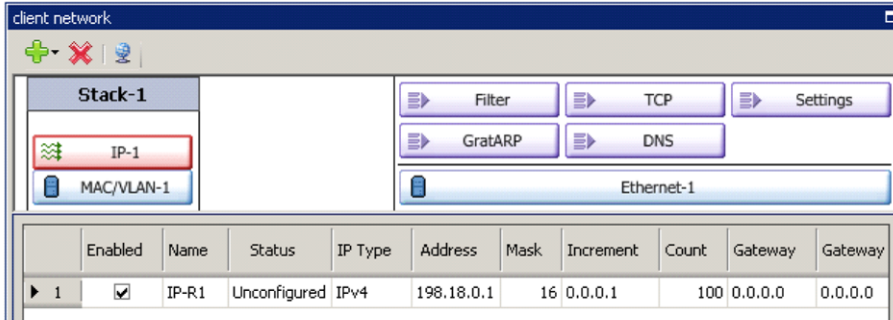 client network
Stack-1
Filter TCP Settings
IP-1
GratARP DNS
MAC/VLAN-1 Ethernet-1
Enabled Name Status IP Type Address Mask Increment Count Gateway Gateway
1 IP-R1 Unconfigured IPv4 198.18.0.1 16 0.0.0.1 100 0.0.0.0 0.0.0.0